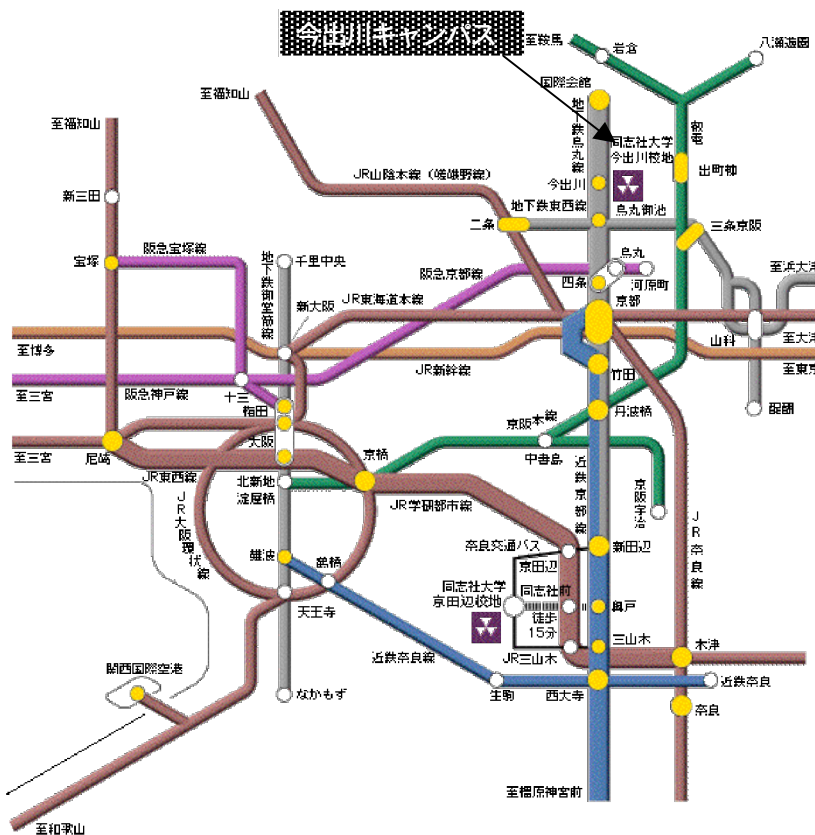 今出川キャンパス
至鞍馬
岩倉
八瀬遊園
国際会館
至福知山
地下鉄烏丸線
叡電
至福知山
同志社大学
今出川校地
出町柳
JR山陰本線（嵯峨野線）
今出川
新三田
地下鉄東西線
烏丸御池
二条
三条京阪
宝塚
阪急宝塚線
地下鉄御堂筋線
千里中央
阪急京都線
烏丸
四条
河原町
至浜大津
新大阪
JR東海道本線
京都
山科
至大津
至博多
JR新幹線
至東京
竹田
至三宮
阪急神戸線
十三
梅田
丹波橋
醍醐
京阪本線
大阪
京橋
中書島
至三宮
尼崎
JR東西線
北新地
淀屋橋
JR学研都市線
近鉄京都線
京阪宇治
JR奈良線
JR大阪環状線
奈良交通バス
新田辺
京田辺
難波
鶴橋
同志社大学
京田辺校地
同志社前
興戸
徒歩
15分
天王寺
三山木
木津
JR三山木
近鉄奈良線
関西国際空港
なかもず
生駒
西大寺
近鉄奈良
奈良
至橿原神宮前
至和歌山